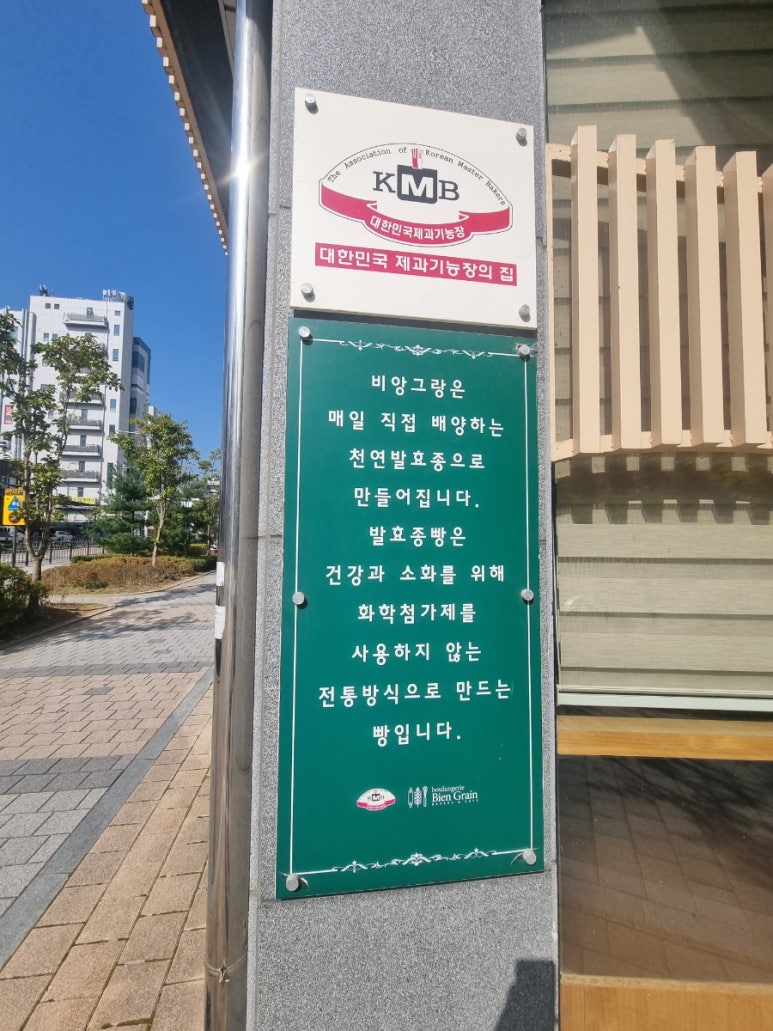 The Association of Korean Master Bakers
KMB
대한민국제과기능장
대한민국 제과기능장의 집
비앙그랑은
매일 직접 배양하는
천연발효종으로
만들어집니다.
발효종빵은
건강과 소화를 위해
화학첨가제를
사용하지 않는
전통방식으로 만드는
빵입니다.
KMB
boulangerie
Bien Grain